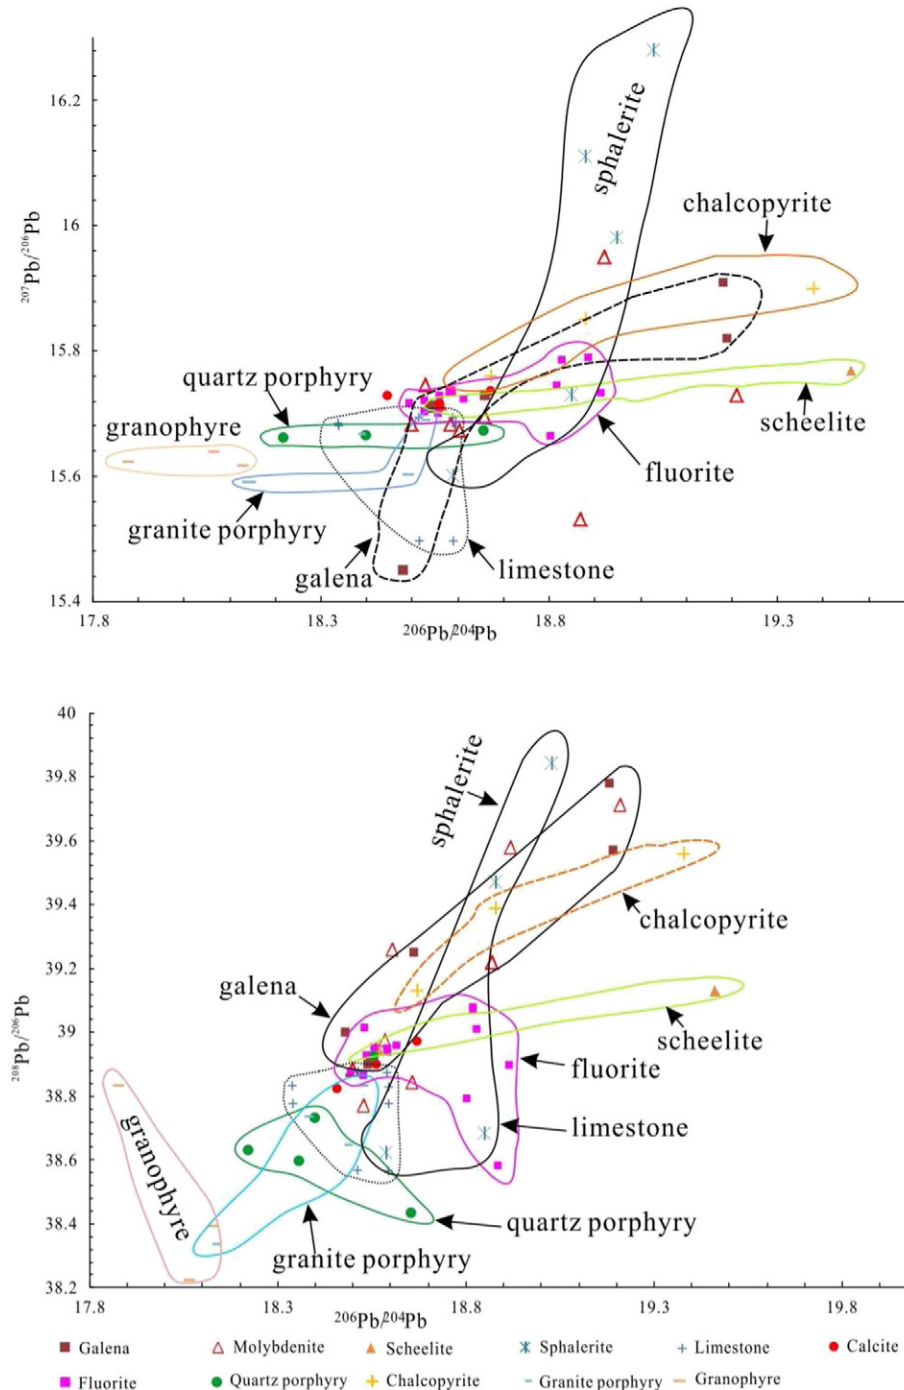 sphalerite
16.2
chalcopyrite
16
207Pb/206Pb
15.8
quartz porphyry
scheelite
granophyre
fluorite
15.6
granite porphyry
galena
limestone
15.4
17.8
18.3
206Pb/204Pb
18.8
19.3
40
sphalerite
39.8
39.6
39.4
chalcopyrite
39.2
galena
208Pb/206Pb
39
scheelite
fluorite
38.8
limestone
granophyre
38.6
quartz porphyry
38.4
granite porphyry
38.2
17.8
18.3
206Pb/204Pb
18.8
19.3
19.8
Galena
Molybdenite
Scheelite
Sphalerite
Limestone
Calcite
Fluorite
Quartz porphyry
Chalcopyrite
Granite porphyry
Granophyre